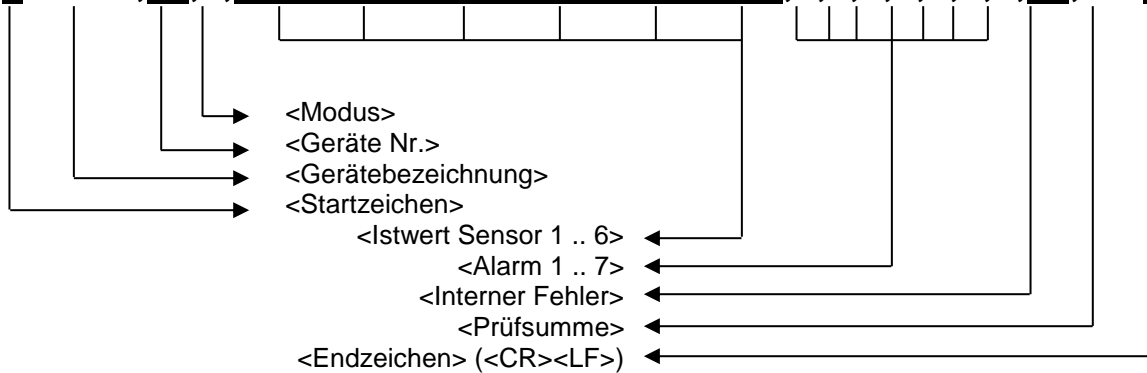 <Modus>
<Geräte Nr.>
<Gerätebezeichnung>
<Startzeichen>
<Istwert Sensor 1 .. 6>
<Alarm 1 .. 7>
<Interner Fehler>
<Prüfsumme>
<Endzeichen> (<CR><LF>)